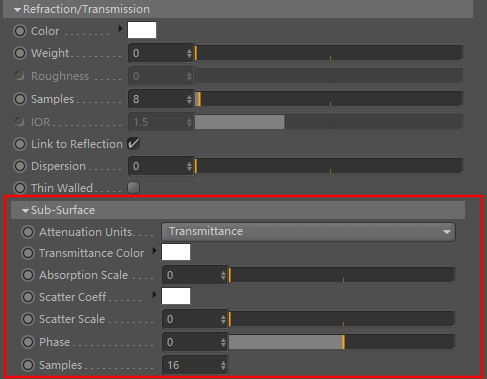 Refraction/Transmission
Color
Weight 0
Roughness 0
Samples 8
IOR 1.5
Link to Reflection
Dispersion 0
Thin Walled
Sub-Surface
Attenuation Units Transmittance
Transmittance Color
Absorption Scale 0
Scatter Coeff
Scatter Scale 0
Phase 0
Samples 16